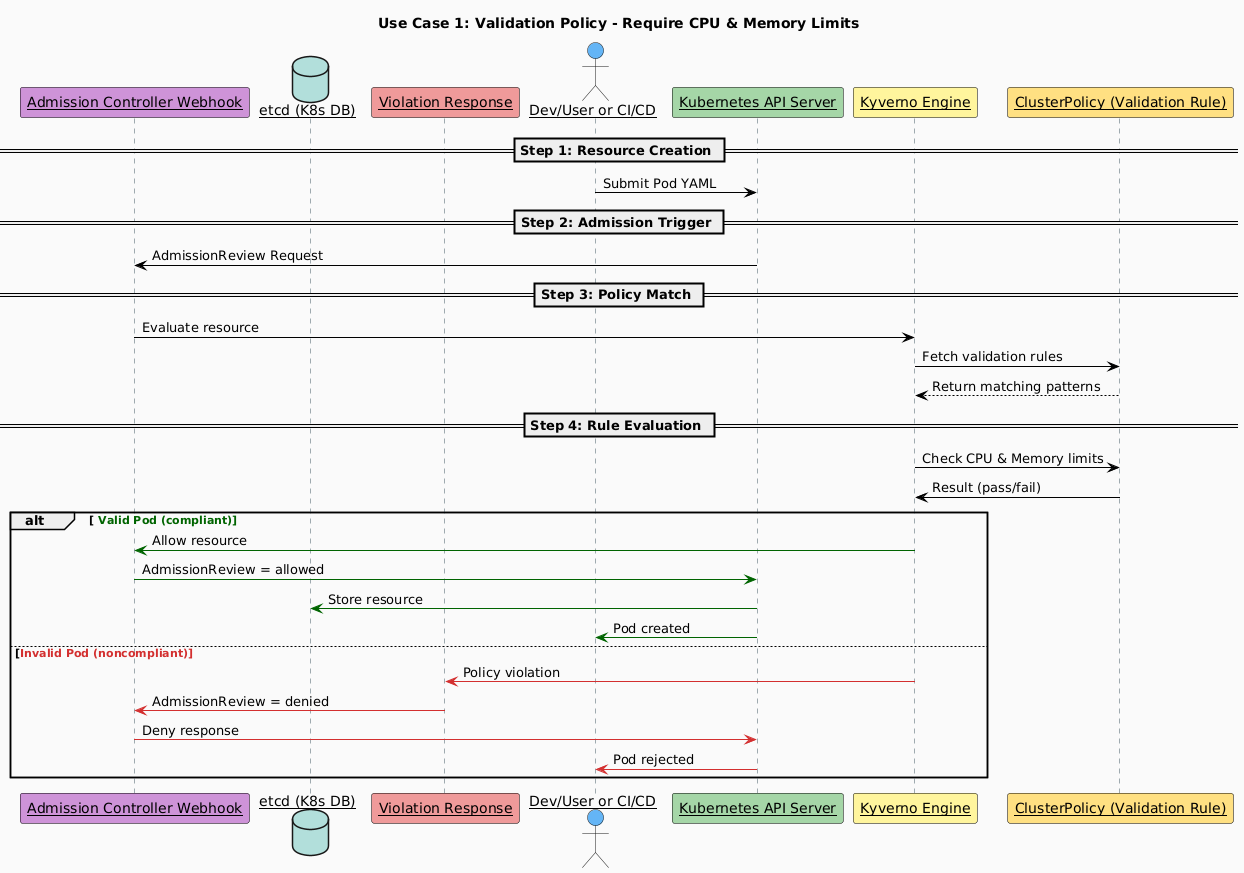 Use Case 1: Validation Policy - Require CPU & Memory Limits
Admission Controller Webhook
etcd (K8s DB)
Violation Response
Dev/User or CI/CD
Kubernetes API Server
Kyverno Engine
ClusterPolicy (Validation Rule)
Step 1: Resource Creation
Submit Pod YAML
Step 2: Admission Trigger
AdmissionReview Request
Step 3: Policy Match
Evaluate resource
Fetch validation rules
Return matching patterns
Step 4: Rule Evaluation
Check CPU & Memory limits
Result (pass/fail)
alt [ Valid Pod (compliant)]
Allow resource
AdmissionReview = allowed
Store resource
Pod created
[Invalid Pod (noncompliant)]
Policy violation
AdmissionReview = denied
Deny response
Pod rejected
Admission Controller Webhook
etcd (K8s DB)
Violation Response
Dev/User or CI/CD
Kubernetes API Server
Kyverno Engine
ClusterPolicy (Validation Rule)